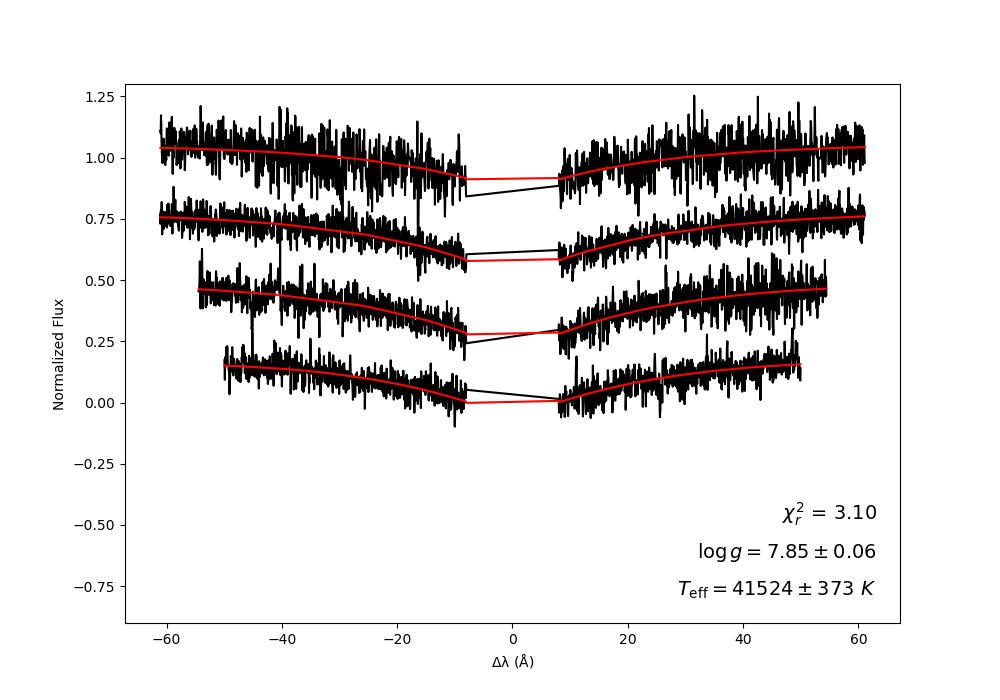 1.25
1.00
0.75
0.50
0.25
0.00
−0.25
−0.50
−0.75
Normalized Flux
χ²ᵣ = 3.10
log g = 7.85 ± 0.06
T_eff = 41524 ± 373 K
−60 −40 −20 0 20 40 60
Δλ (Å)